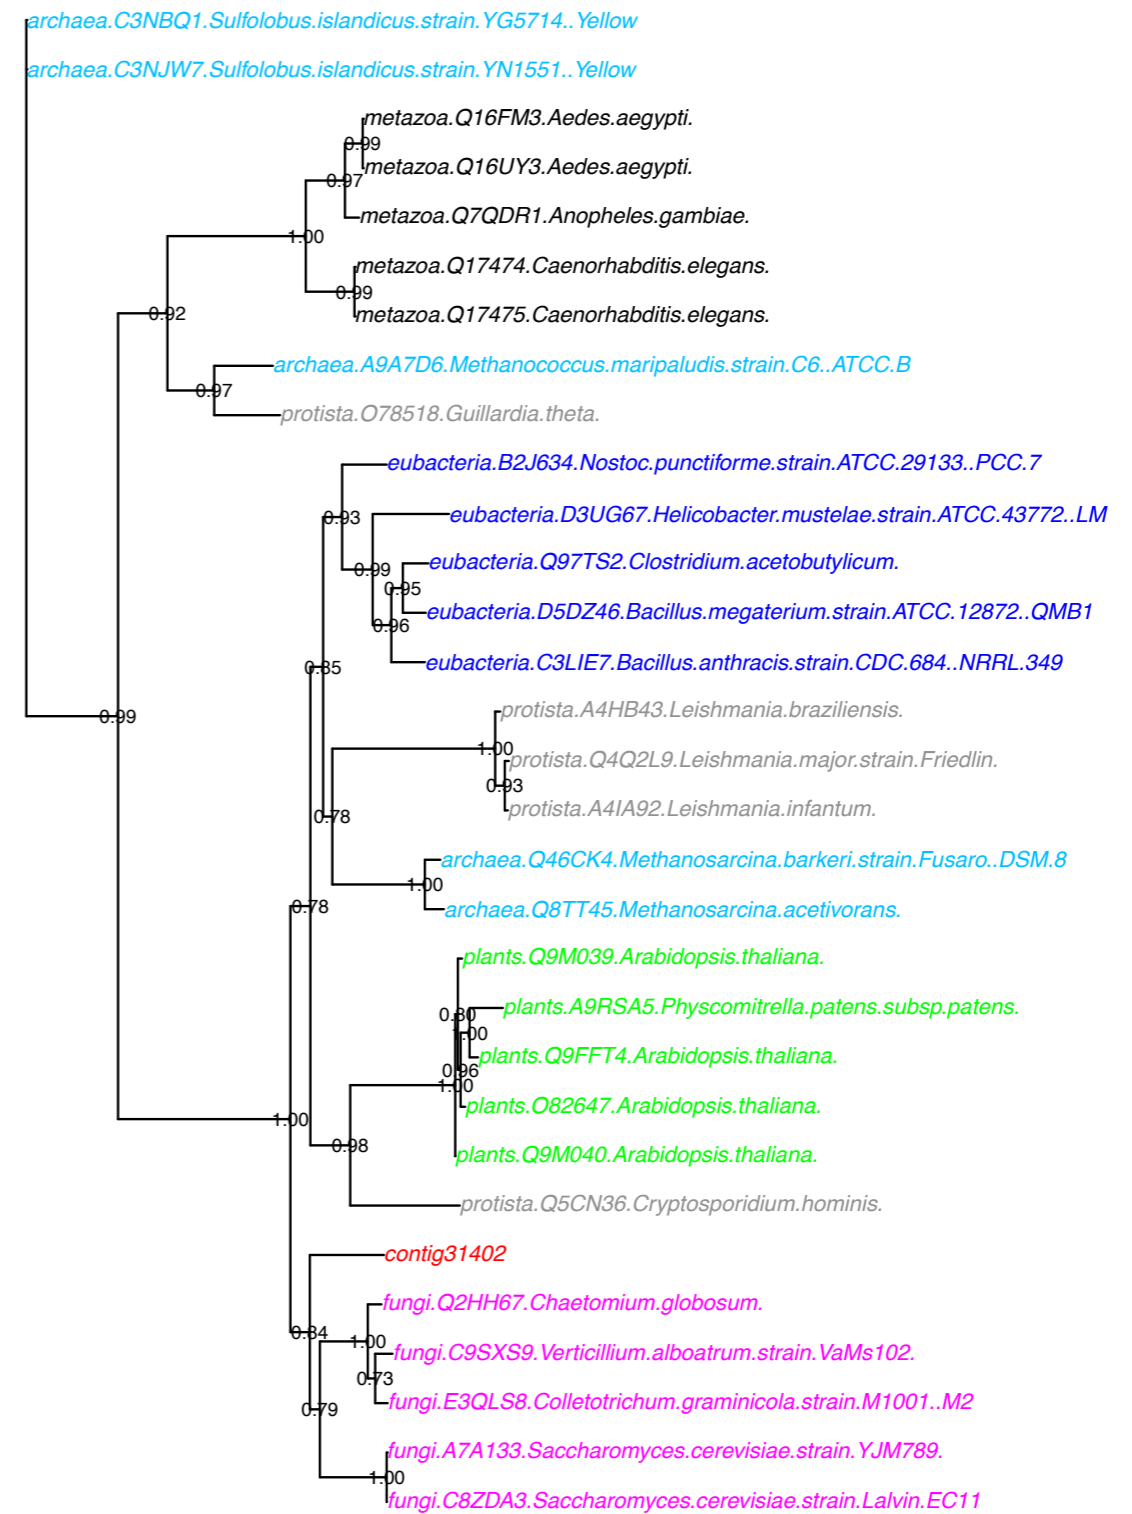 archaea.C3NBQ1.Sulfolobus.islandicus.strain.YG5714..Yellow
archaea.C3NJW7.Sulfolobus.islandicus.strain.YN1551..Yellow
metazoa.Q16FM3.Aedes.aegypti.
0.99
metazoa.Q16UY3.Aedes.aegypti.
0.97
metazoa.Q7QDR1.Anopheles.gambiae.
1.00
metazoa.Q17474.Caenorhabditis.elegans.
0.99
metazoa.Q17475.Caenorhabditis.elegans.
0.92
archaea.A9A7D6.Methanococcus.maripaludis.strain.C6..ATCC.B
0.97
protista.O78518.Guillardia.theta.
eubacteria.B2J634.Nostoc.punctiforme.strain.ATCC.29133..PCC.7
0.93
eubacteria.D3UG67.Helicobacter.mustelae.strain.ATCC.43772..LM
eubacteria.Q97TS2.Clostridium.acetobutylicum.
0.99
0.95
eubacteria.D5DZ46.Bacillus.megaterium.strain.ATCC.12872..QMB1
0.96
eubacteria.C3LIE7.Bacillus.anthracis.strain.CDC.684..NRRL.349
0.85
protista.A4HB43.Leishmania.braziliensis.
0.99
1.00
protista.Q4Q2L9.Leishmania.major.strain.Friedlin.
0.93
protista.A4IA92.Leishmania.infantum.
0.78
archaea.Q46CK4.Methanosarcina.barkeri.strain.Fusaro..DSM.8
1.00
archaea.Q8TT45.Methanosarcina.acetivorans.
0.78
plants.Q9M039.Arabidopsis.thaliana.
plants.A9RSA5.Physcomitrella.patens.subsp.patens.
0.80
1.00
plants.Q9FFT4.Arabidopsis.thaliana.
0.96
1.00
plants.O82647.Arabidopsis.thaliana.
1.00
0.98
plants.Q9M040.Arabidopsis.thaliana.
protista.Q5CN36.Cryptosporidium.hominis.
contig31402
fungi.Q2HH67.Chaetomium.globosum.
0.84
1.00
fungi.C9SXS9.Verticillium.alboatrum.strain.VaMs102.
0.73
fungi.E3QLS8.Colletotrichum.graminicola.strain.M1001..M2
0.79
fungi.A7A133.Saccharomyces.cerevisiae.strain.YJM789.
1.00
fungi.C8ZDA3.Saccharomyces.cerevisiae.strain.Lalvin.EC11